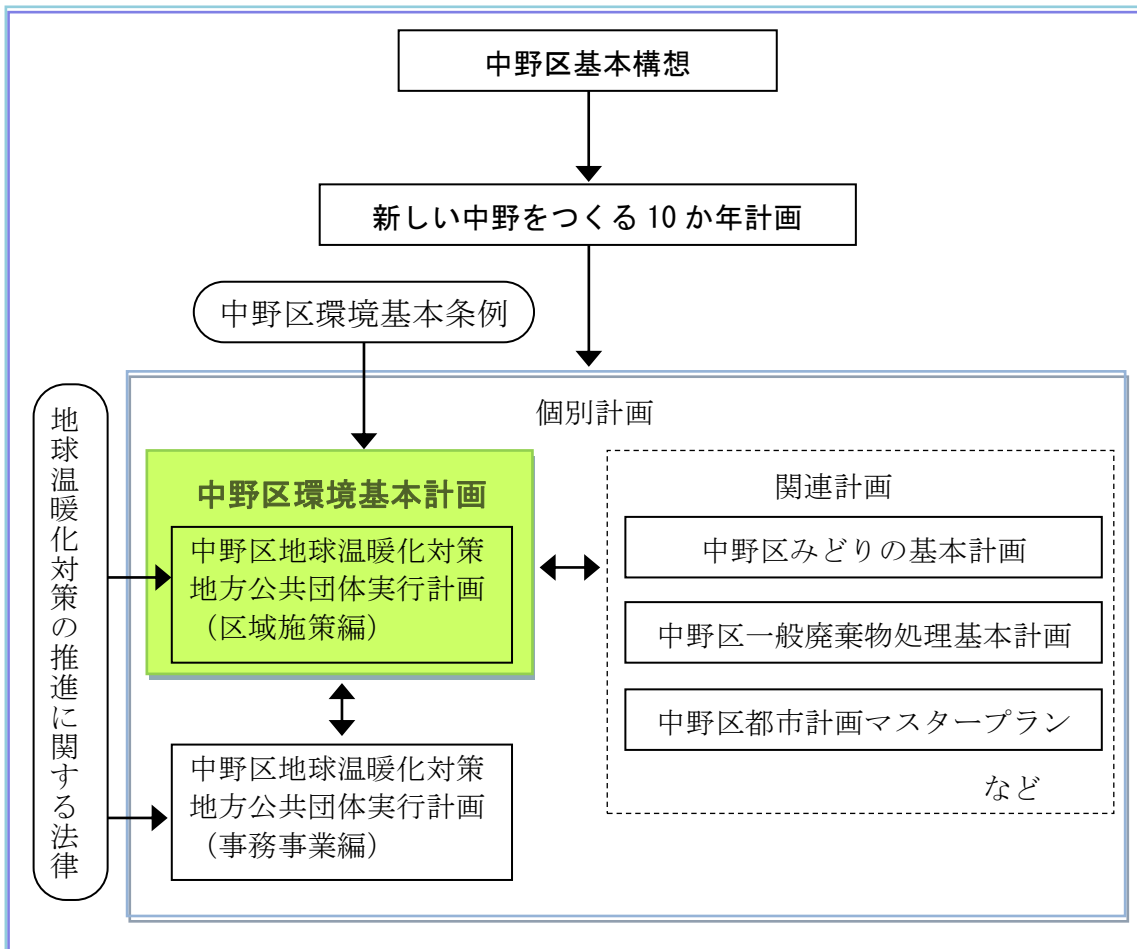 中野区基本構想
新しい中野をつくる 10 か年計画
中野区環境基本条例
地球温暖化対策の推進に関する法律
個別計画
中野区環境基本計画
中野区地球温暖化対策
地方公共団体実行計画
（区域施策編）
中野区地球温暖化対策
地方公共団体実行計画
（事務事業編）
関連計画
中野区みどりの基本計画
中野区一般廃棄物処理基本計画
中野区都市計画マスタープラン
など